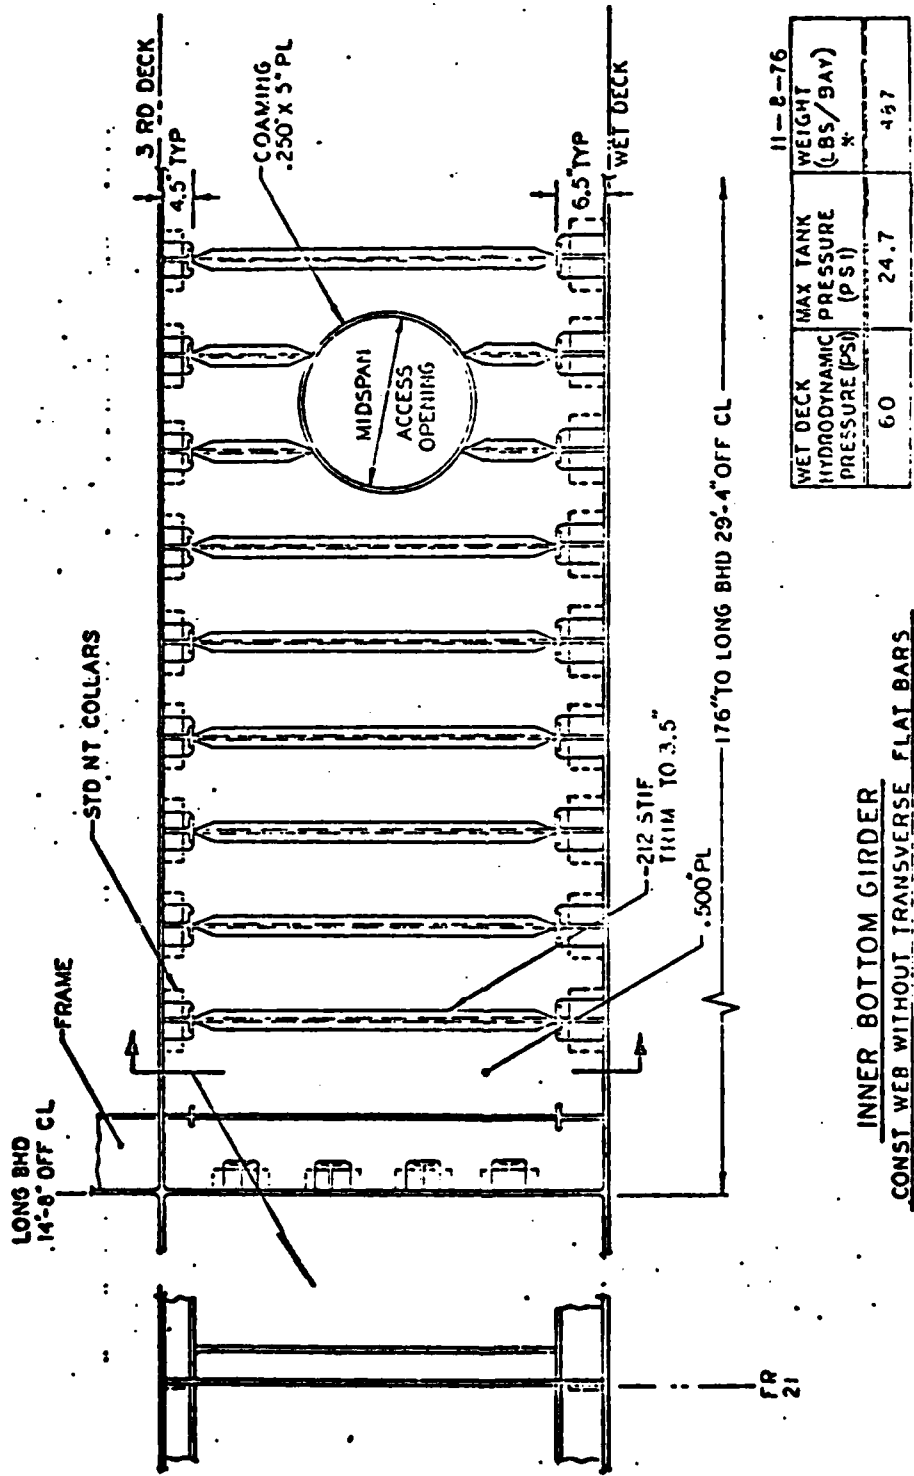 LONG BHD
14'-8" OFF CL
FRAME
STD NT COLLARS
3 RD DECK
4.5" TYP
COAMING
.250" X 5" PL
MIDSPAN
ACCESS
OPENING
6.5" TYP
WET DECK
-212 STIF
TRIM TO 3.5"
.500" PL
176" TO LONG BHD 29'-4" OFF CL
FR
21
11-8-76
WET DECK
HYDRODYNAMIC
PRESSURE (PSI)
MAX TANK
PRESSURE
(PSI)
WEIGHT
(LBS/BAY)
*
60
24.7
INNER BOTTOM GIRDER
CONST WEB WITHOUT TRANSVERSE FLAT BARS